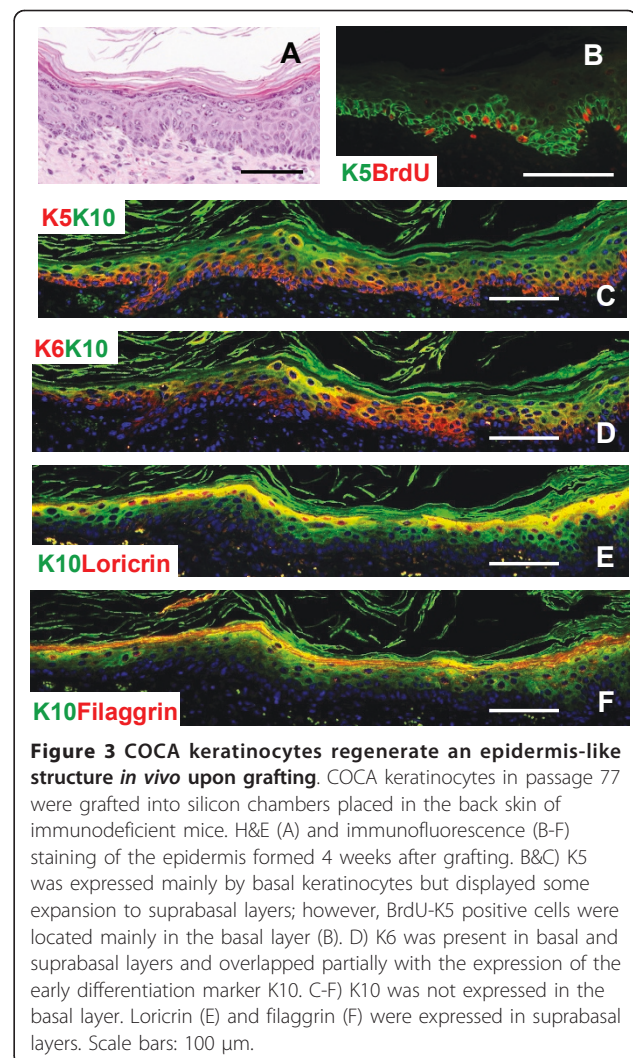 A
B
K5BrdU
K5K10
C
K6K10
D
K10Loricrin
E
K10Filaggrin
F
Figure 3 COCA keratinocytes regenerate an epidermis-like
structure in vivo upon grafting. COCA keratinocytes in passage 77
were grafted into silicon chambers placed in the back skin of
immunodeficient mice. H&E (A) and immunofluorescence (B-F)
staining of the epidermis formed 4 weeks after grafting. B&C) K5
was expressed mainly by basal keratinocytes but displayed some
expansion to suprabasal layers; however, BrdU-K5 positive cells were
located mainly in the basal layer (B). D) K6 was present in basal and
suprabasal layers and overlapped partially with the expression of the
early differentiation marker K10. C-F) K10 was not expressed in the
basal layer. Loricrin (E) and filaggrin (F) were expressed in suprabasal
layers. Scale bars: 100 μm.